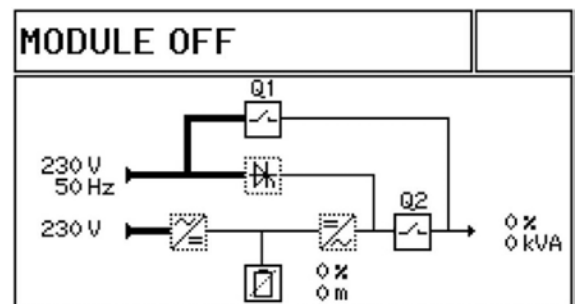 MODULE OFF
Q1
230 V
50 Hz
Q2
230 V
0 %
0 kVA
0 %
0 m